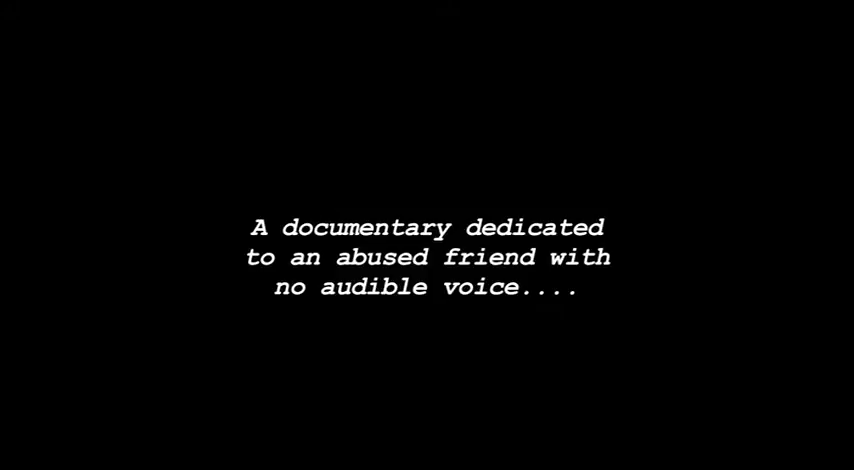 A documentary dedicated
to an abused friend with
no audible voice....